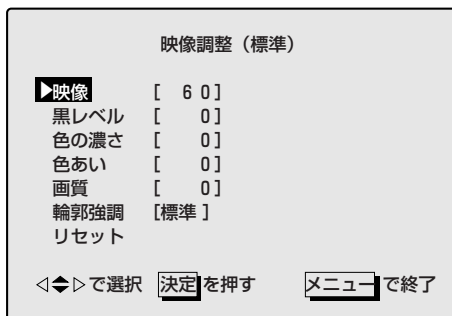 映像調整（標準）
▶映像 [ 60]
黒レベル [ 0]
色の濃さ [ 0]
色あい [ 0]
画質 [ 0]
輪郭強調 [標準]
リセット
◁◆▷で選択 決定を押す メニューで終了